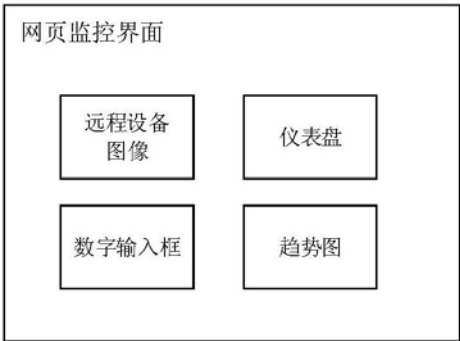 网页监控界面
远程设备
图像
仪表盘
数字输入框
趋势图